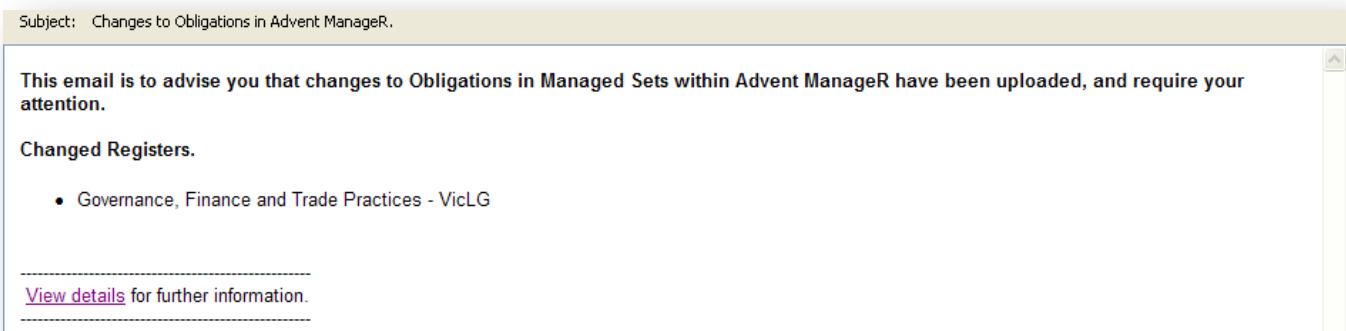 Subject: Changes to Obligations in Advent ManageR.
This email is to advise you that changes to Obligations in Managed Sets within Advent ManageR have been uploaded, and require your
attention.
Changed Registers.
• Governance, Finance and Trade Practices - VicLG
--------------------------------------------------
View details for further information.
--------------------------------------------------